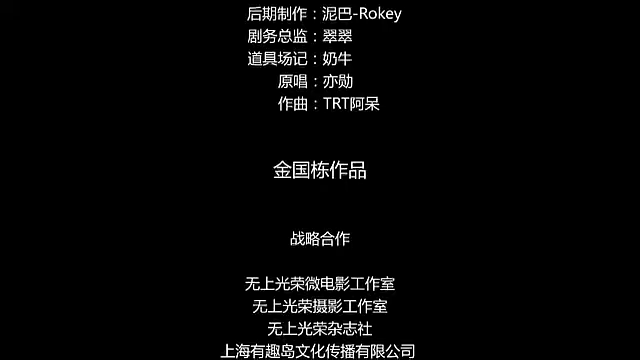 后期制作：泥巴-Rokey
剧务总监：翠翠
道具场记：奶牛
原唱：亦勋
作曲：TRT阿呆
金国栋作品
战略合作
无上光荣微电影工作室
无上光荣摄影工作室
无上光荣杂志社
上海有趣岛文化传播有限公司